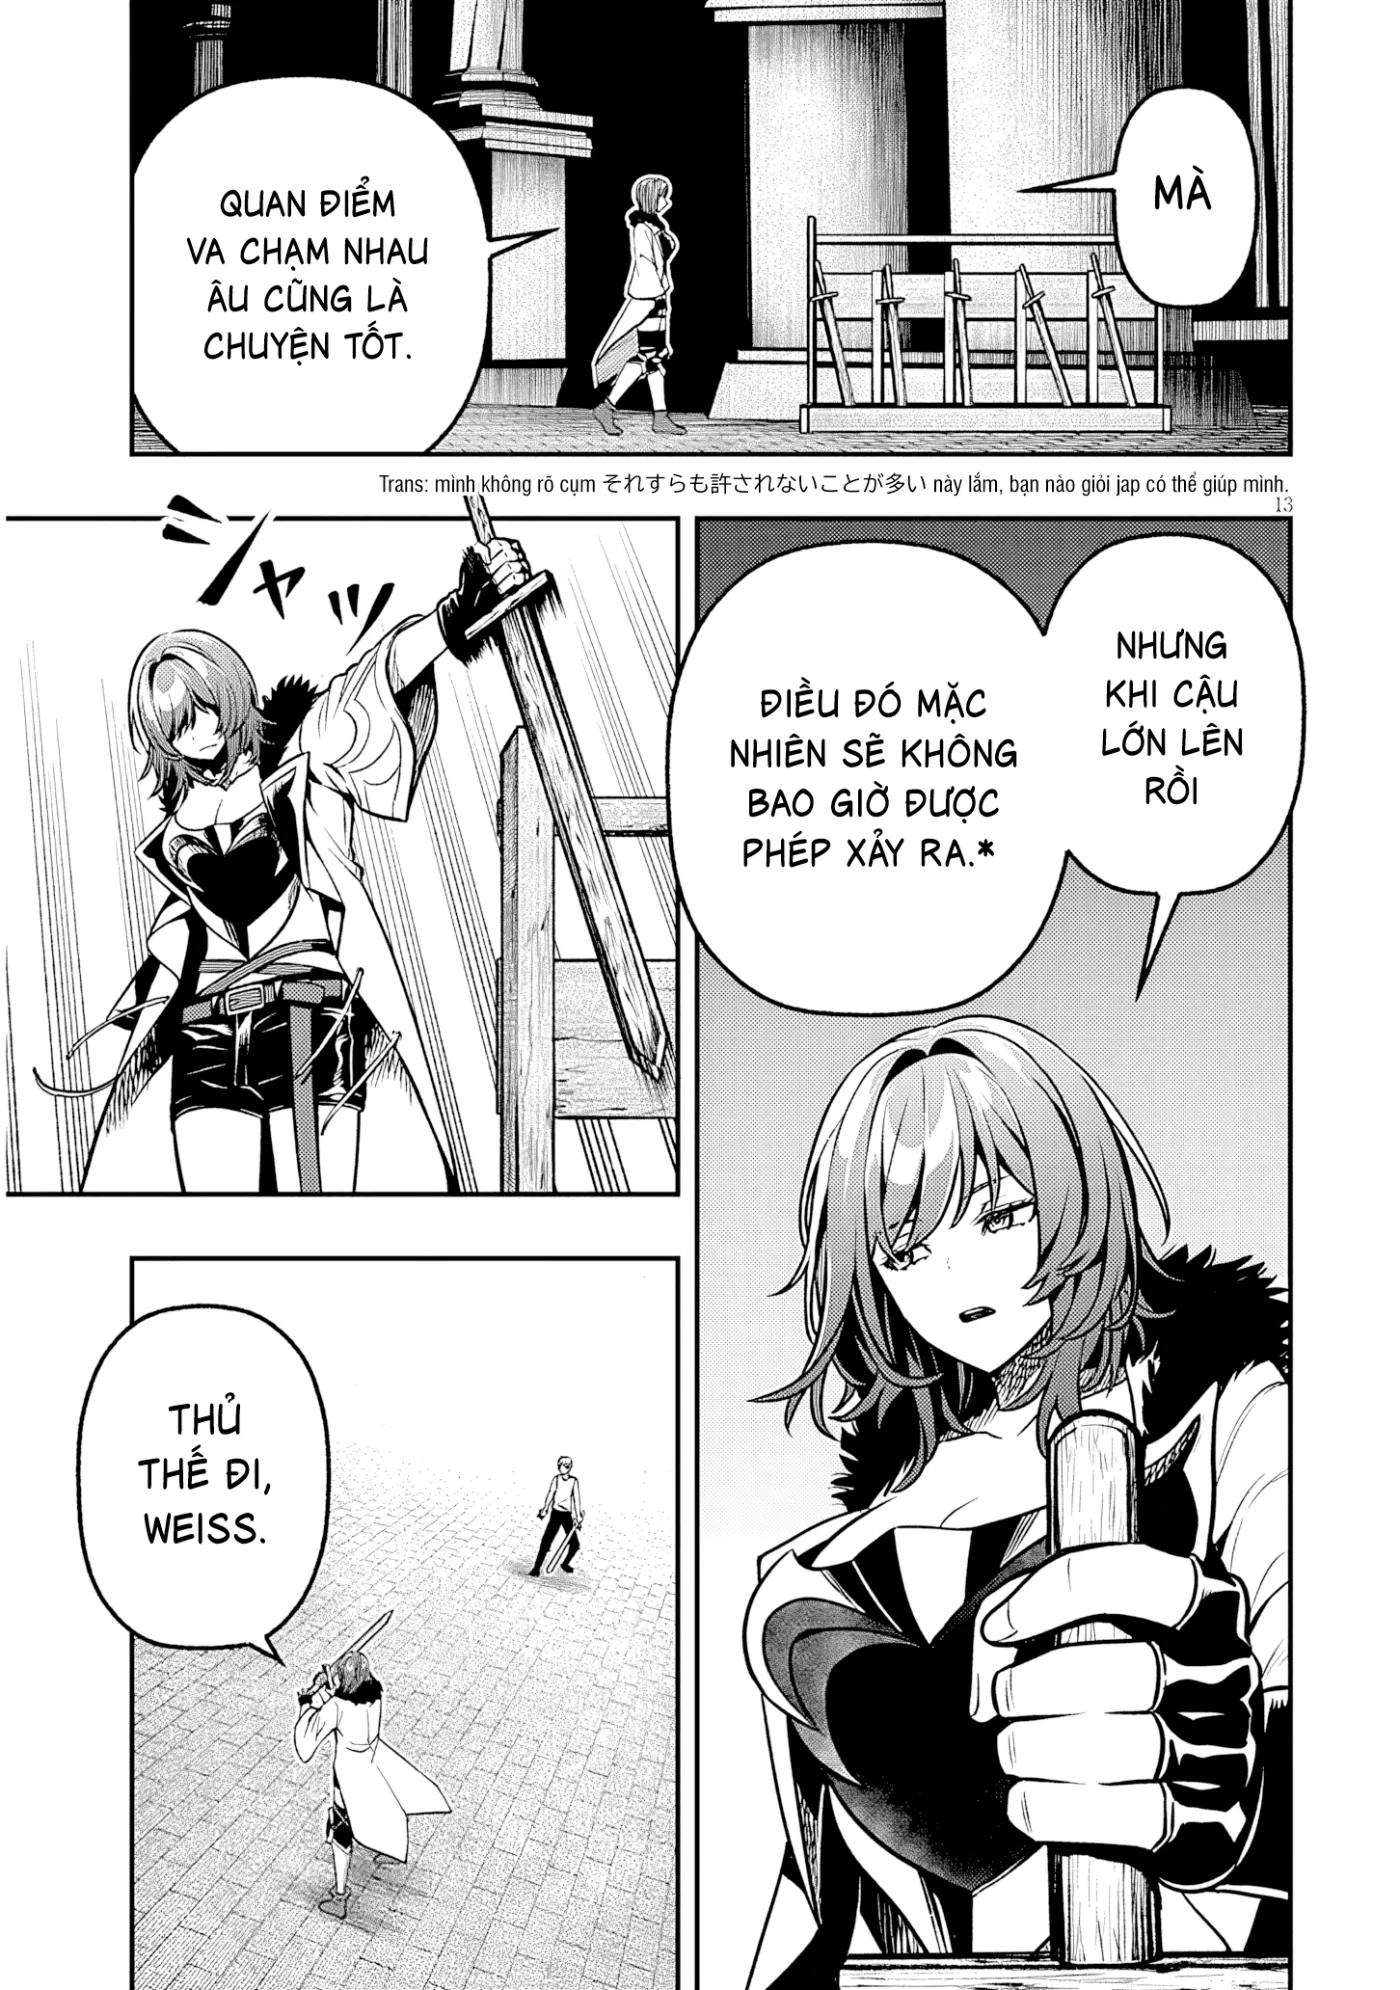 MÀ
QUAN ĐIỂM
VA CHẠM NHAU
ÂU CŨNG LÀ
CHUYỆN TỐT.
Trans: mình không rõ cụm それすらも許されないことが多い này lắm, bạn nào giỏi jap có thể giúp mình.
13
NHƯNG
KHI CẬU
LỚN LÊN
RỒI
ĐIỀU ĐÓ MẶC
NHIÊN SẼ KHÔNG
BAO GIỜ ĐƯỢC
PHÉP XẢY RA.*
ジャッ
THỦ
THẾ ĐI,
WEISS.